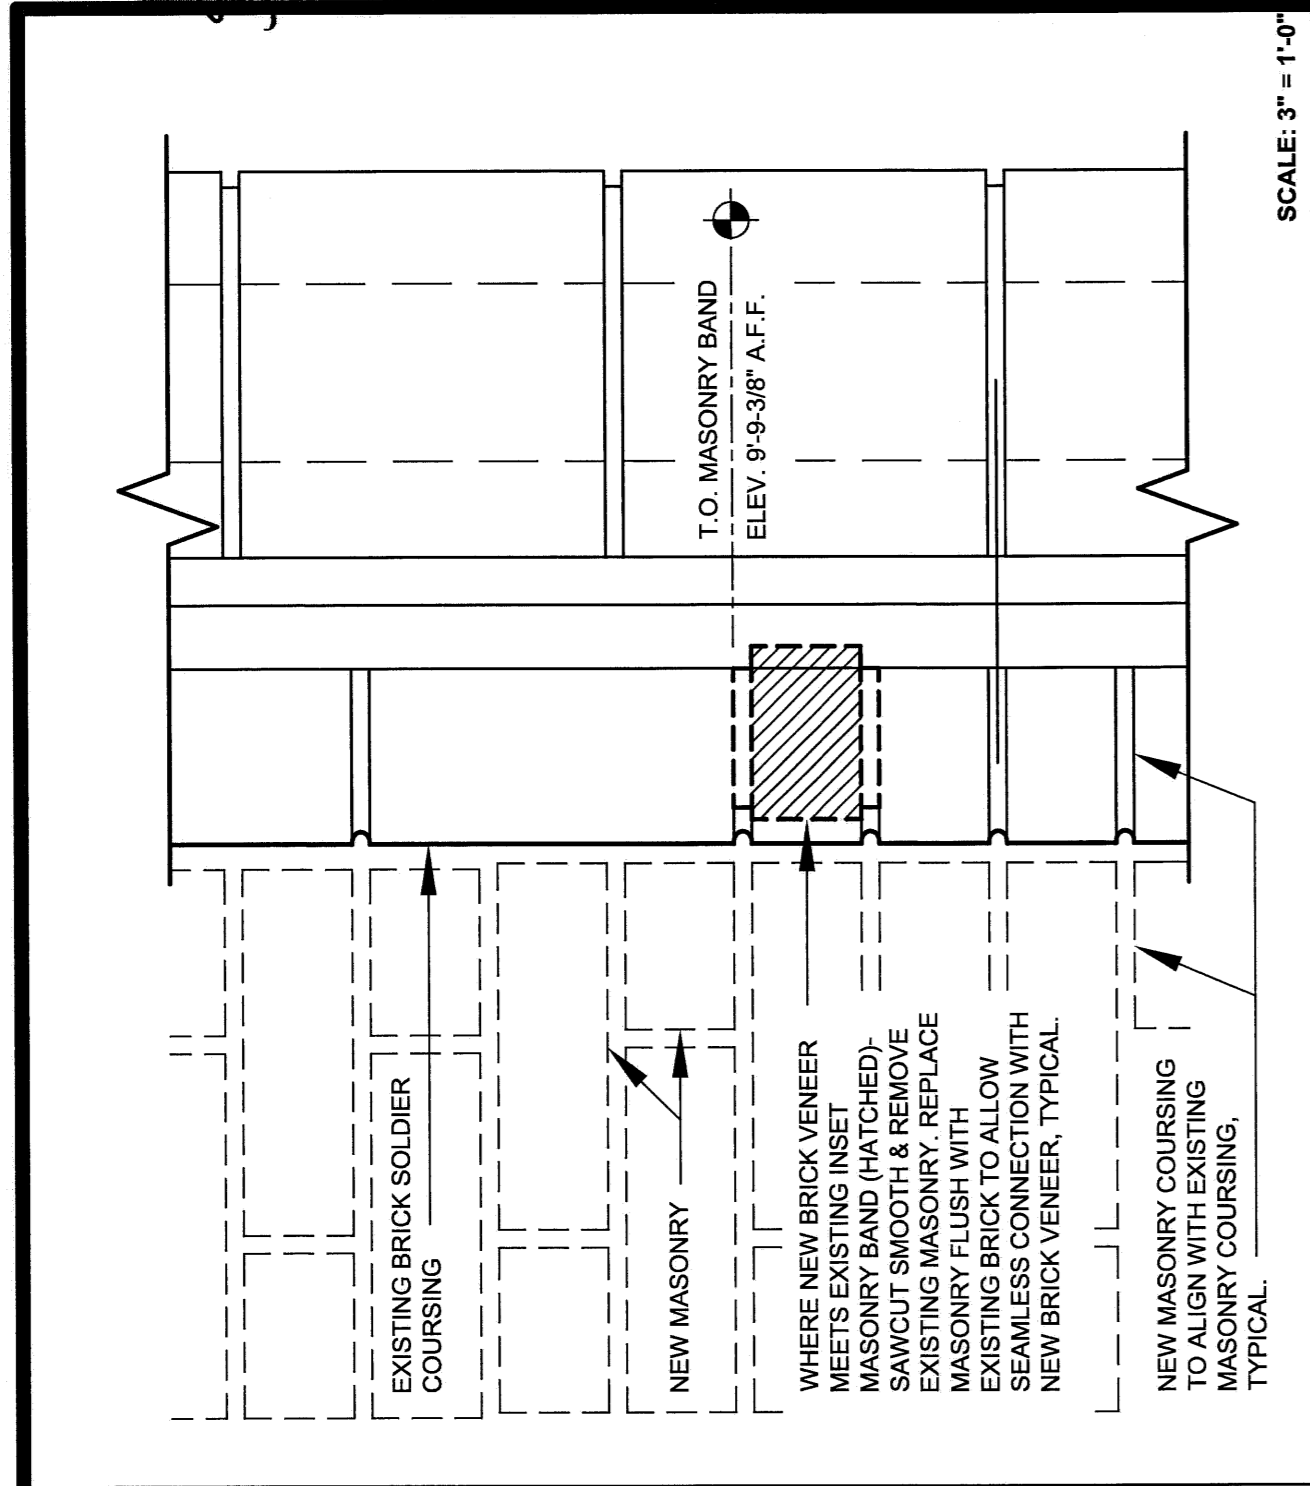 EXISTING BRICK SOLDIER
COURSING
NEW MASONRY
WHERE NEW BRICK VENEER
MEETS EXISTING INSET
MASONRY BAND (HATCHED)-
SAWCUT SMOOTH & REMOVE
EXISTING MASONRY. REPLACE
MASONRY FLUSH WITH
EXISTING BRICK TO ALLOW
SEAMLESS CONNECTION WITH
NEW BRICK VENEER, TYPICAL.
NEW MASONRY COURSING
TO ALIGN WITH EXISTING
MASONRY COURSING,
TYPICAL.
T.O. MASONRY BAND
ELEV. 9'-9-3/8" A.F.F.
SCALE: 3" = 1'-0"